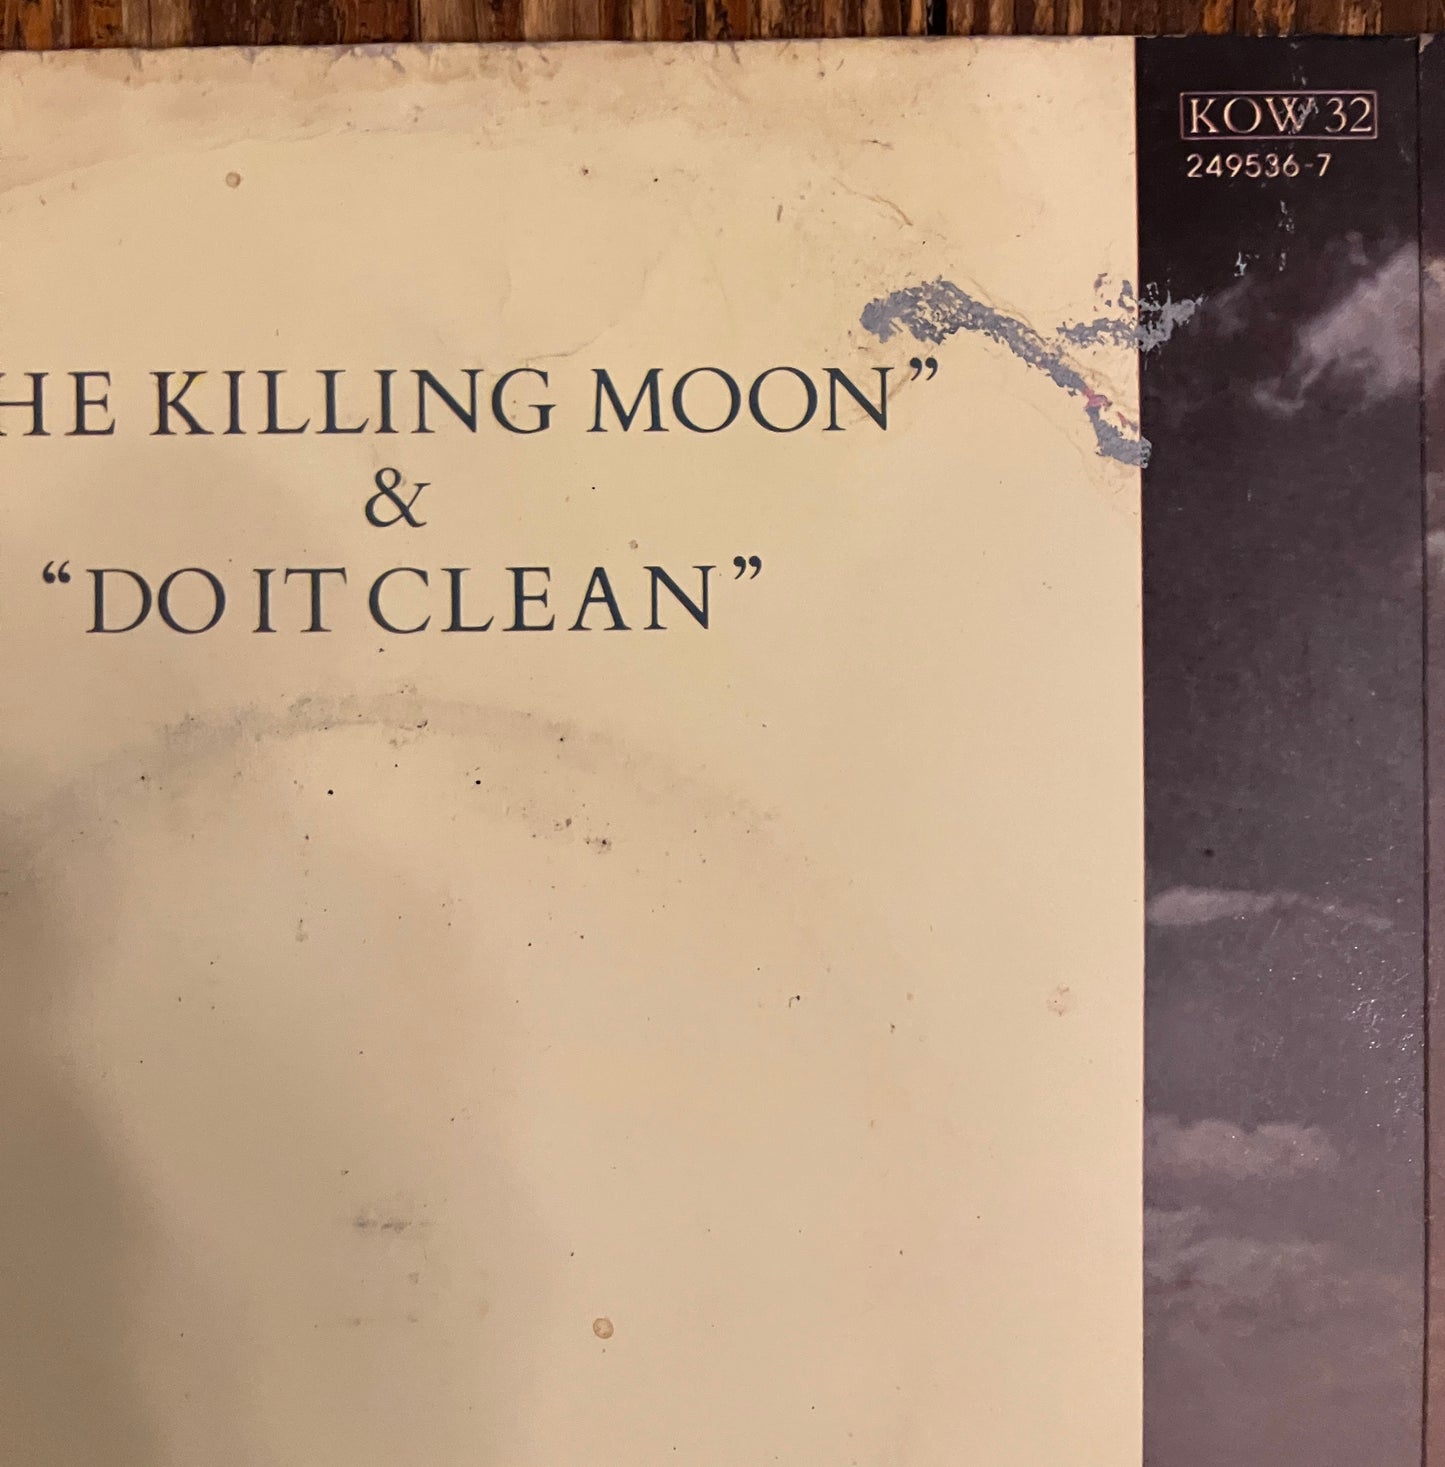 KOW 32
249536-7
HE KILLING MOON”
&
“DO IT CLEAN”